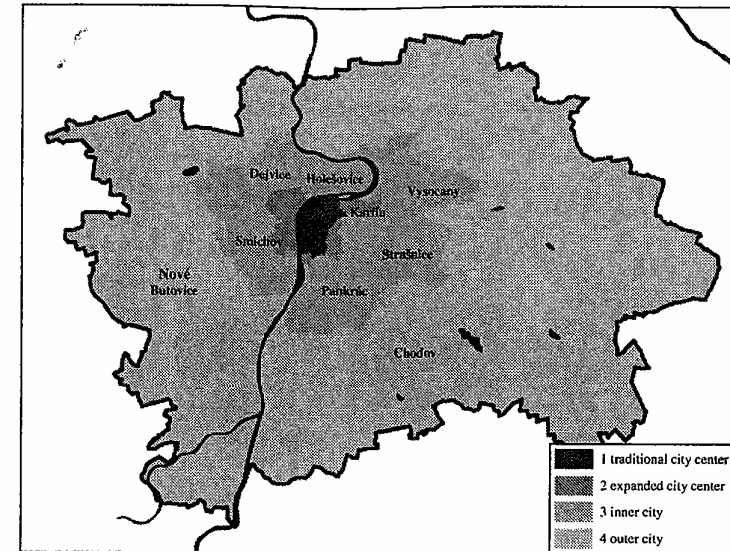 Dejvice
Holešovice
Vysočany
Karlín
Smíchov
Strašnice
Nové
Butovice
Pankrác
Chodov
1 traditional city center
2 expanded city center
3 inner city
4 outer city